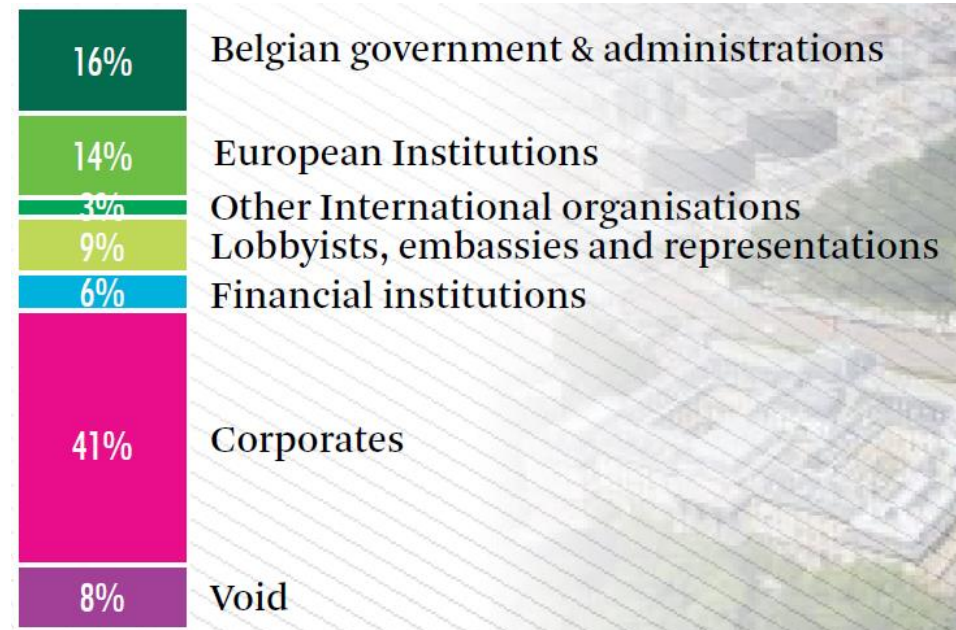 16% Belgian government & administrations
14% European Institutions
3% Other International organisations
9% Lobbyists, embassies and representations
6% Financial institutions
41% Corporates
8% Void